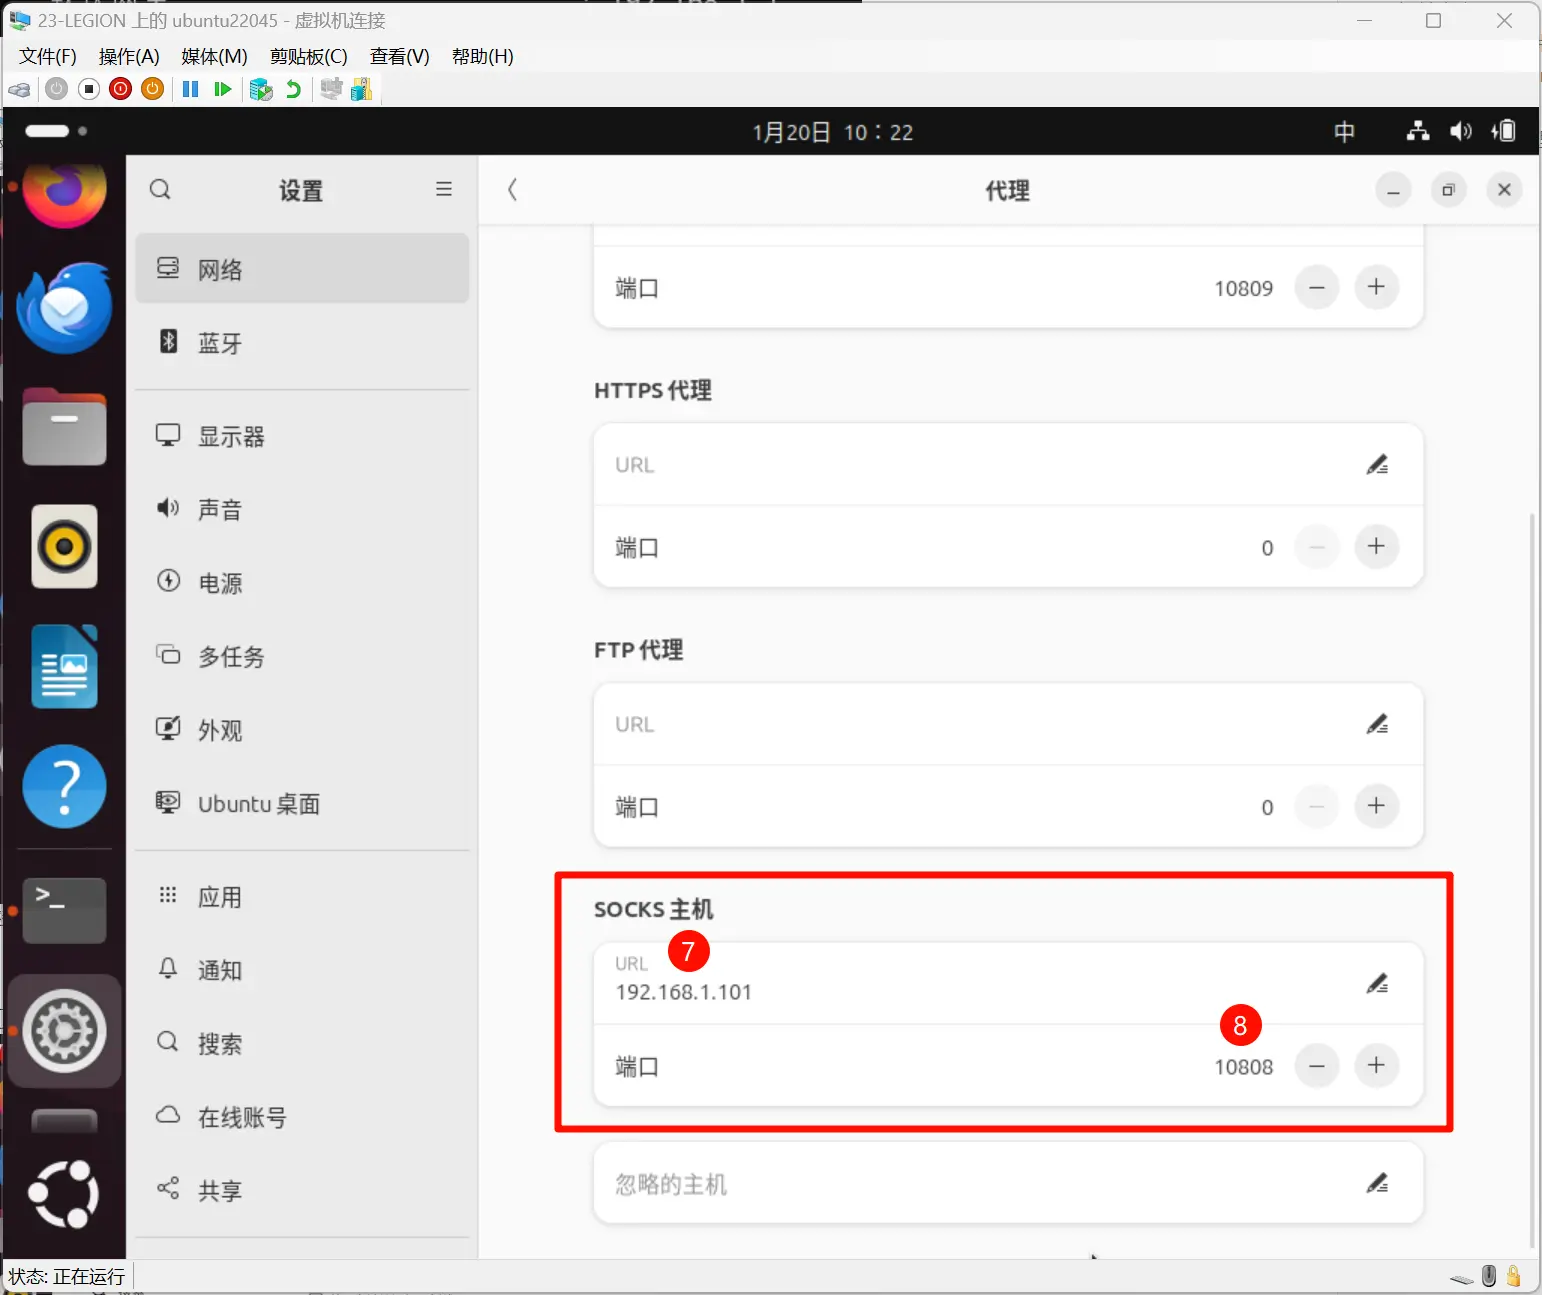 23-LEGION 上的 ubuntu22045 - 虚拟机连接
文件(F) 操作(A) 媒体(M) 剪贴板(C) 查看(V) 帮助(H)
1月20日 10：22
中
设置
代理
网络
蓝牙
显示器
声音
电源
多任务
外观
Ubuntu 桌面
应用
通知
搜索
在线账号
共享
端口 10809
HTTPS 代理
URL
端口 0
FTP 代理
URL
端口 0
SOCKS 主机
7
URL
192.168.1.101
8
端口 10808
忽略的主机
状态: 正在运行